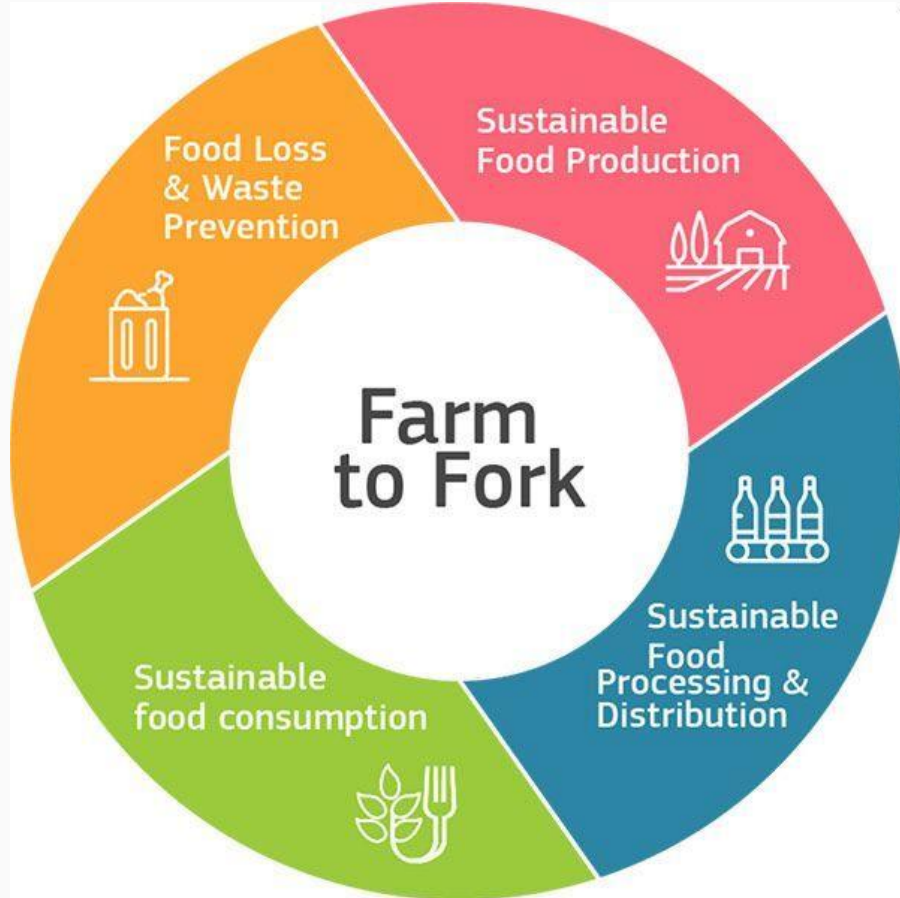 Food Loss
& Waste
Prevention
Sustainable
Food Production
Farm
to Fork
Sustainable
Food
Processing &
Distribution
Sustainable
food consumption